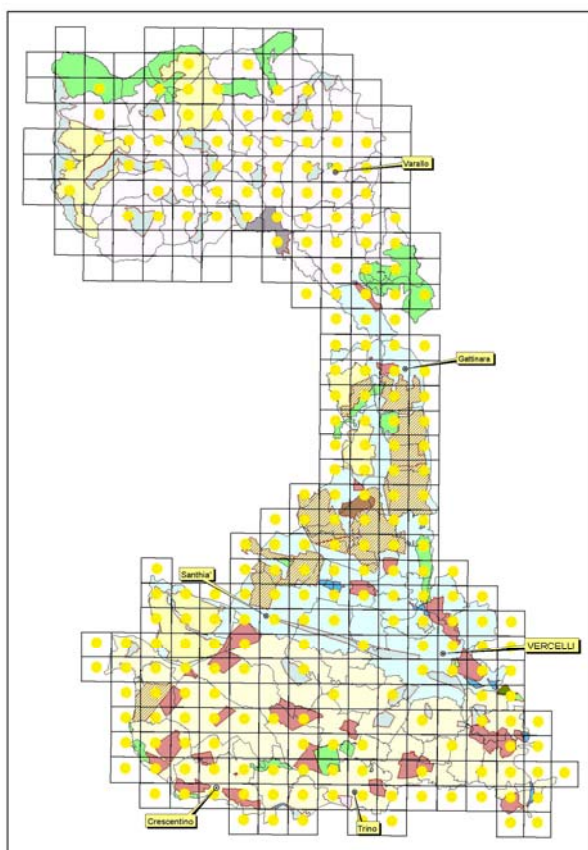 Varallo
Gattinara
Santhia'
VERCELLI
Crescentino
Trino